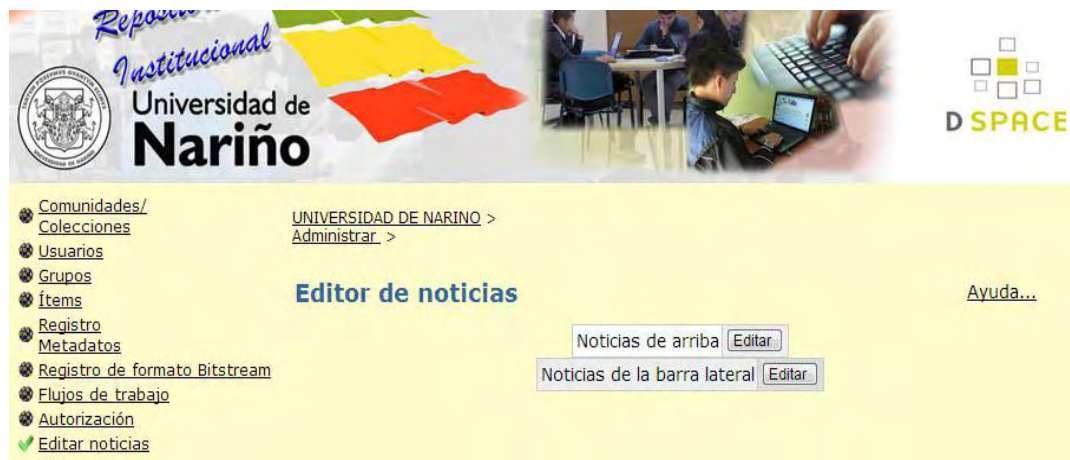 Institucional
Universidad de
Nariño
D SPACE
Comunidades/
Colecciones
Usuarios
Grupos
Ítems
Registro
Metadatos
Registro de formato Bitstream
Flujos de trabajo
Autorización
Editar noticias
UNIVERSIDAD DE NARINO >
Administrar >
Editor de noticias
Ayuda...
Noticias de arriba Editar
Noticias de la barra lateral Editar